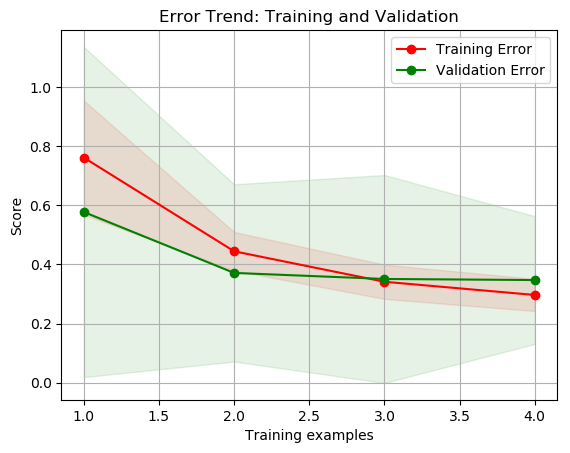 Error Trend: Training and Validation
Training Error
Validation Error
Score
1.0
0.8
0.6
0.4
0.2
0.0
1.0 1.5 2.0 2.5 3.0 3.5 4.0
Training examples